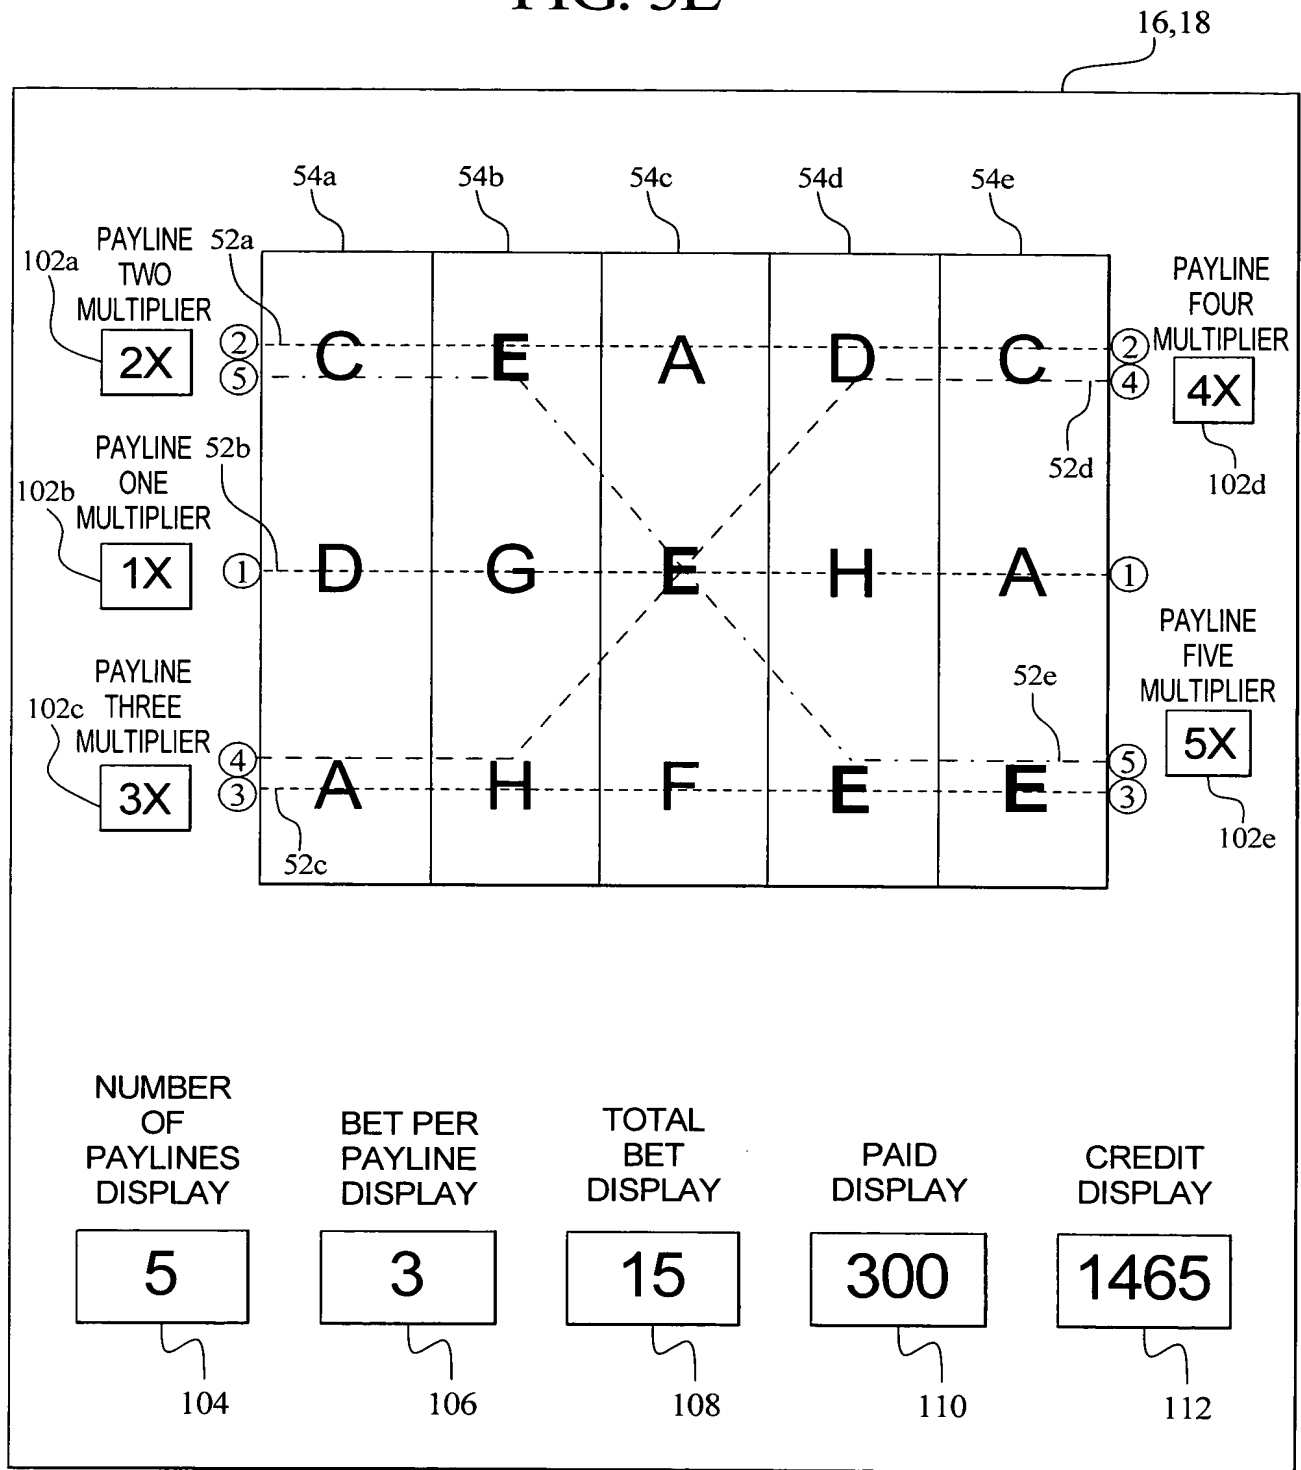 FIG. 5E
16,18
54a 54b 54c 54d 54e
PAYLINE
TWO
MULTIPLIER
102a
52a
2X
2
5
C E A D C
2
4
PAYLINE
FOUR
MULTIPLIER
4X
52d
102d
PAYLINE
ONE
MULTIPLIER
102b
52b
1X
1
D G E H A
1
PAYLINE
FIVE
MULTIPLIER
52e
5X
102e
PAYLINE
THREE
MULTIPLIER
102c
3X
4
3
A H F E E
5
3
52c
NUMBER
OF
PAYLINES
DISPLAY
5
104
BET PER
PAYLINE
DISPLAY
3
106
TOTAL
BET
DISPLAY
15
108
PAID
DISPLAY
300
110
CREDIT
DISPLAY
1465
112